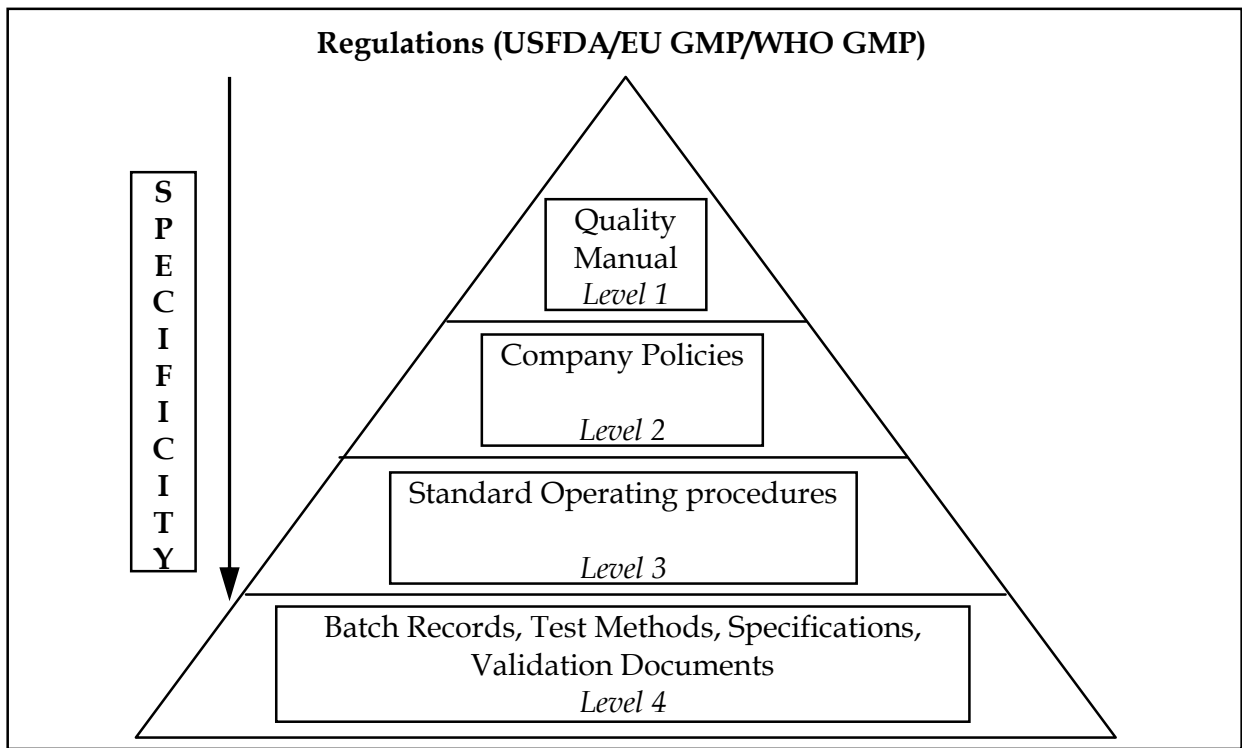 Regulations (USFDA/EU GMP/WHO GMP)
SPECIFICITY
Quality
Manual
Level 1
Company Policies
Level 2
Standard Operating procedures
Level 3
Batch Records, Test Methods, Specifications,
Validation Documents
Level 4